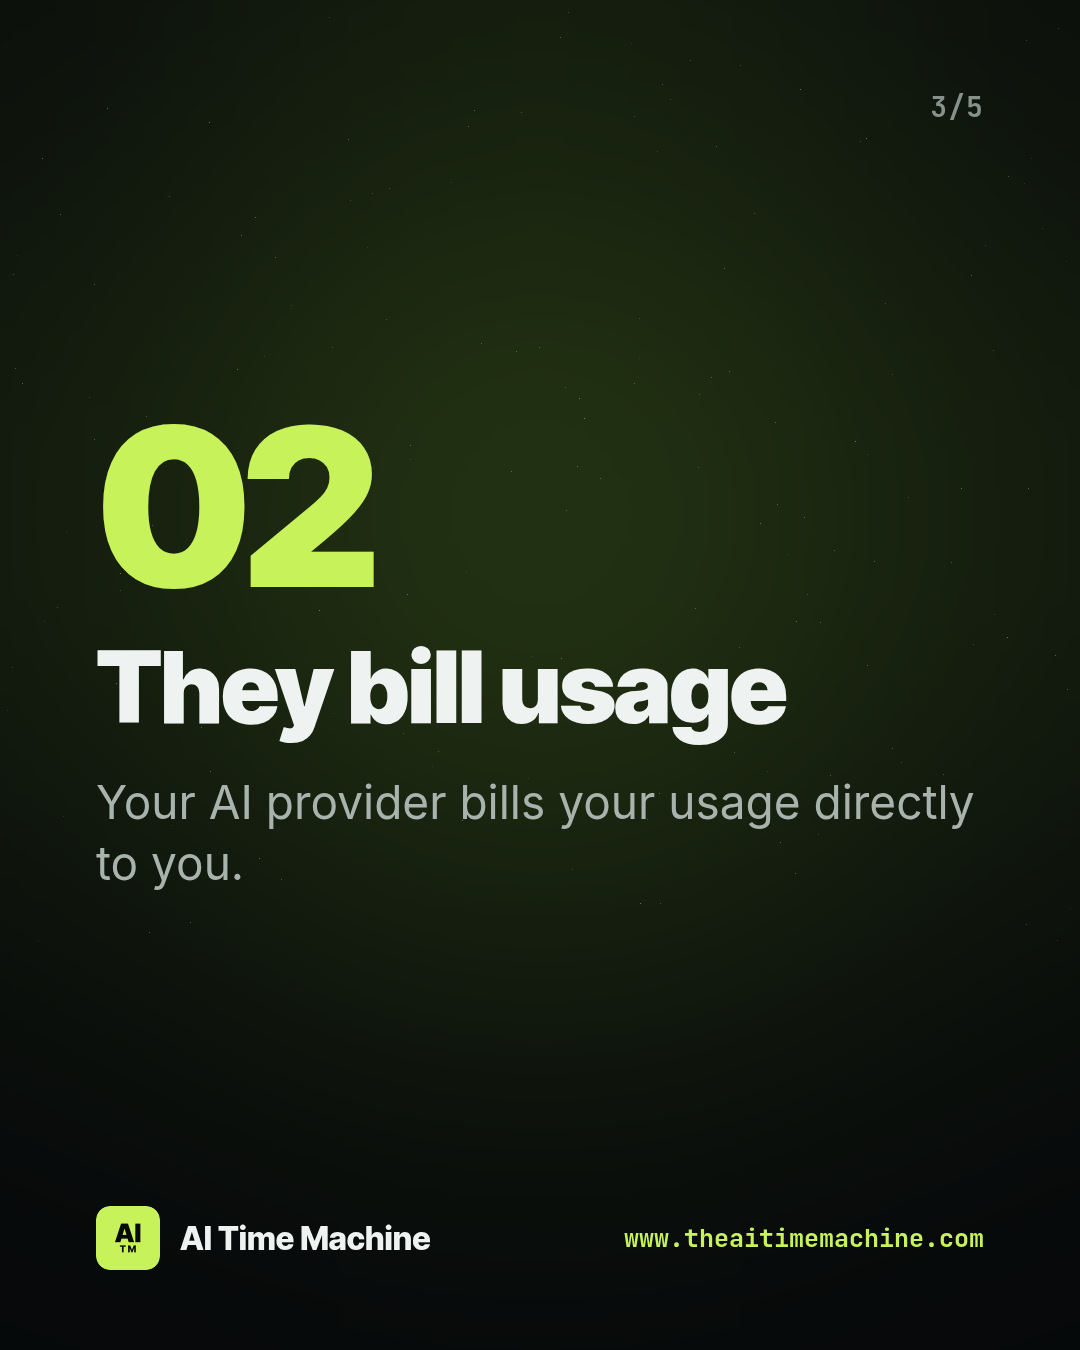 3/5
02
They bill usage
Your AI provider bills your usage directly
to you.
AI
TM
AI Time Machine
www.theaitimemachine.com